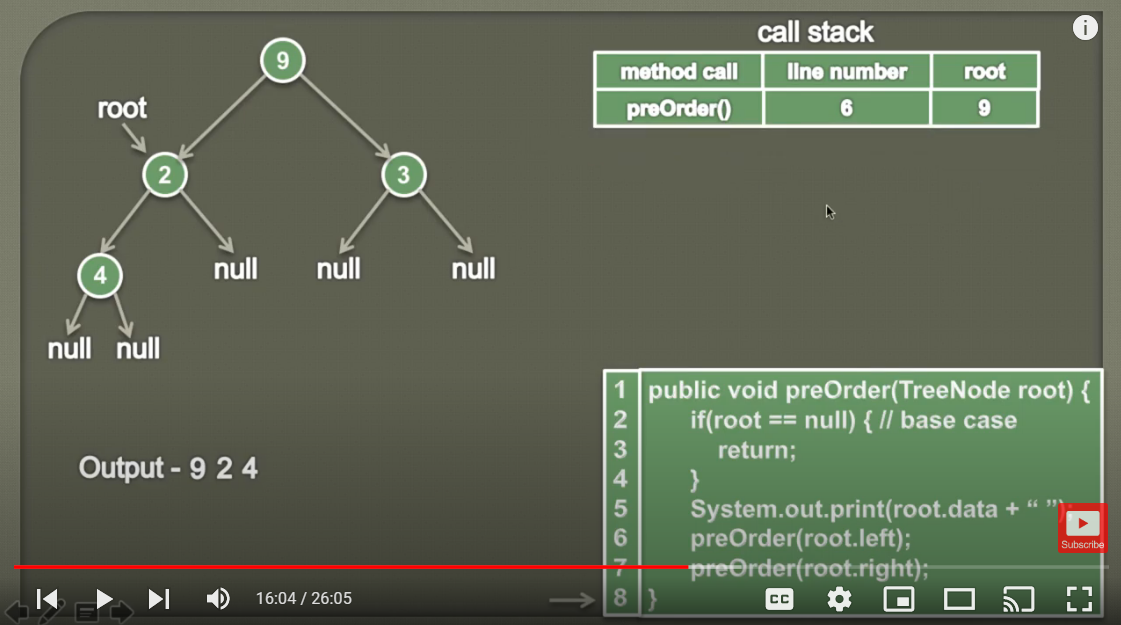 call stack
method call line number root
preOrder() 6 9
9
root
2 3
4 null null null
null null
Output - 9 2 4
1 public void preOrder(TreeNode root) {
2 if(root == null) { // base case
3 return;
4 }
5 System.out.print(root.data + “ ”);
6 preOrder(root.left);
7 preOrder(root.right);
8 }
Subscribe
16:04 / 26:05
CC
i